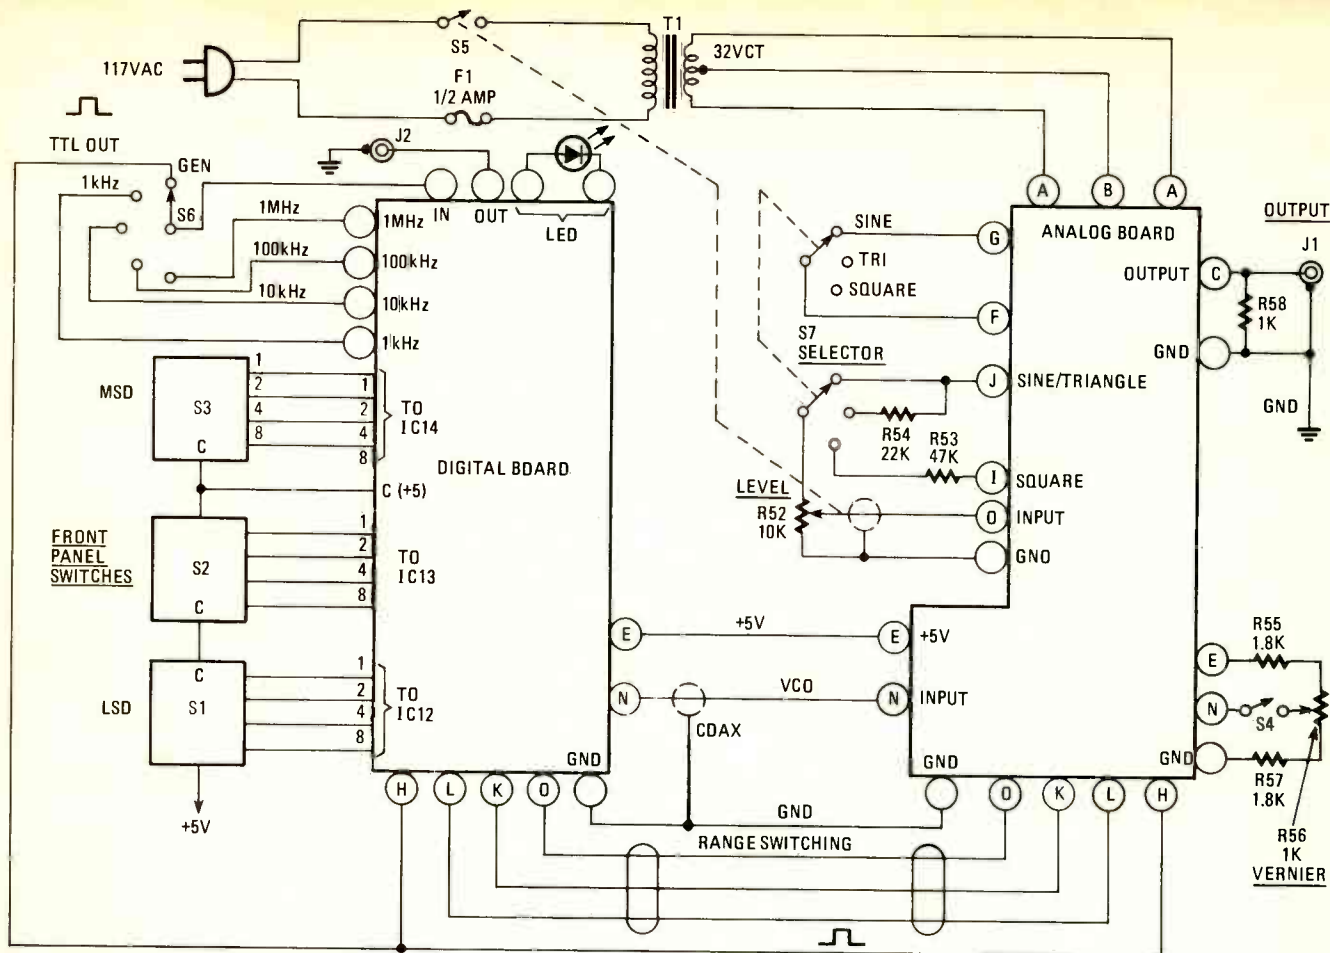 117VAC
S5
F1
1/2 AMP
T1
32VCT
TTL OUT
GEN
1kHz
S6
1MHz
100kHz
10kHz
J2
IN
OUT
LED
1MHz
100kHz
10kHz
1kHz
MSD
S3
C
1
2
4
8
1
2
4
8
TO
IC14
DIGITAL BOARD
C (+5)
FRONT
PANEL
SWITCHES
S2
C
1
2
4
8
TO
IC13
LSD
C
S1
1
2
4
8
TO
IC12
+5V
E
N
GND
H
L
K
O
+5V
VCO
CDAX
GND
RANGE SWITCHING
A
B
A
ANALOG BOARD
OUTPUT
C
OUTPUT
J1
R58
1K
GND
GND
SINE
TRI
SQUARE
G
F
S7
SELECTOR
J
SINE/TRIANGLE
R54
22K
R53
47K
I
SQUARE
LEVEL
R52
10K
O
INPUT
GNO
E
+5V
N
INPUT
GND
O
K
L
H
E
N
GND
R55
1.8K
S4
R57
1.8K
R56
1K
VERNIER